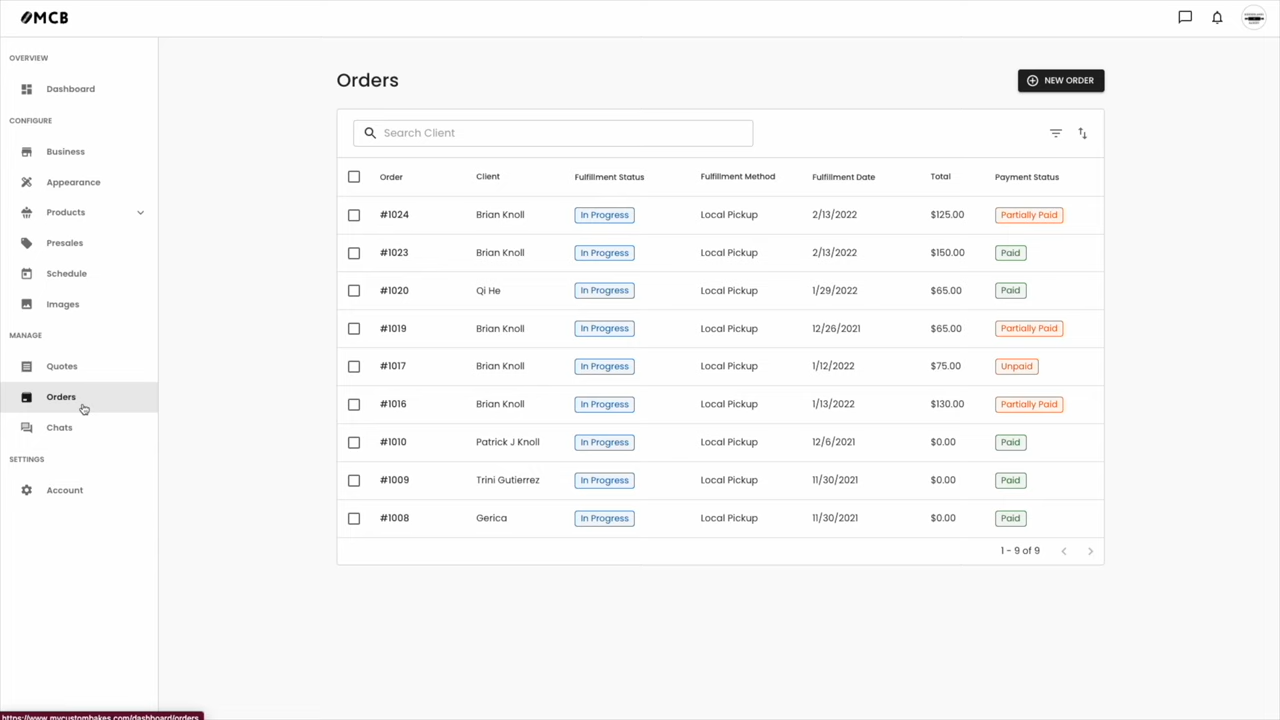 MCB
OVERVIEW
Dashboard
CONFIGURE
Business
Appearance
Products
Presales
Schedule
Images
MANAGE
Quotes
Orders
Chats
SETTINGS
Account
Orders
NEW ORDER
Search Client
Order Client Fulfillment Status Fulfillment Method Fulfillment Date Total Payment Status
#1024 Brian Knoll In Progress Local Pickup 2/13/2022 $125.00 Partially Paid
#1023 Brian Knoll In Progress Local Pickup 2/13/2022 $150.00 Paid
#1020 Qi He In Progress Local Pickup 1/29/2022 $65.00 Paid
#1019 Brian Knoll In Progress Local Pickup 12/26/2021 $65.00 Partially Paid
#1017 Brian Knoll In Progress Local Pickup 1/12/2022 $75.00 Unpaid
#1016 Brian Knoll In Progress Local Pickup 1/13/2022 $130.00 Partially Paid
#1010 Patrick J Knoll In Progress Local Pickup 12/6/2021 $0.00 Paid
#1009 Trini Gutierrez In Progress Local Pickup 11/30/2021 $0.00 Paid
#1008 Gerica In Progress Local Pickup 11/30/2021 $0.00 Paid
1 - 9 of 9
https://www.mycustombakes.com/dashboard/orders